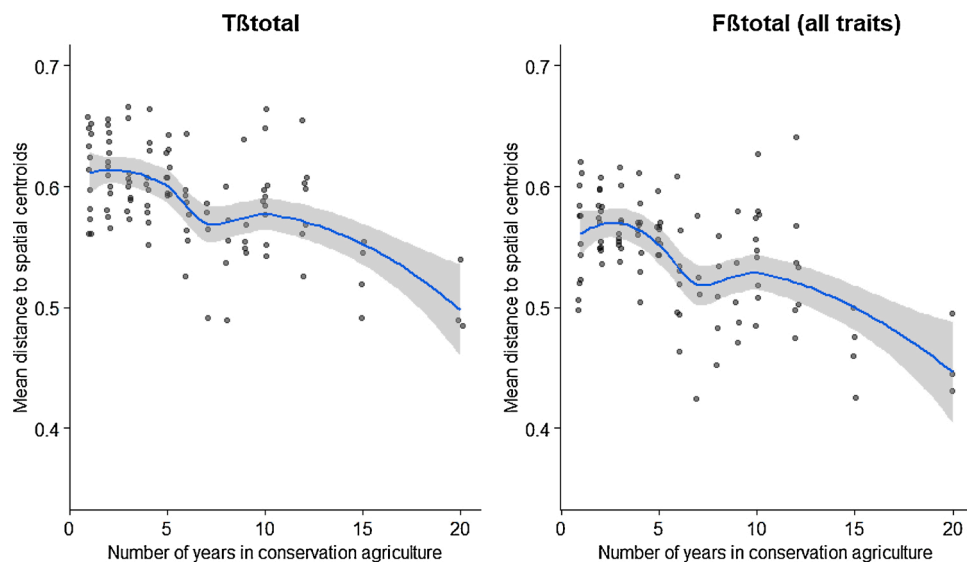 Tßtotal
Mean distance to spatial centroids
0.7
0.6
0.5
0.4
0 5 10 15 20
Number of years in conservation agriculture
Fßtotal (all traits)
Mean distance to spatial centroids
0.7
0.6
0.5
0.4
0 5 10 15 20
Number of years in conservation agriculture